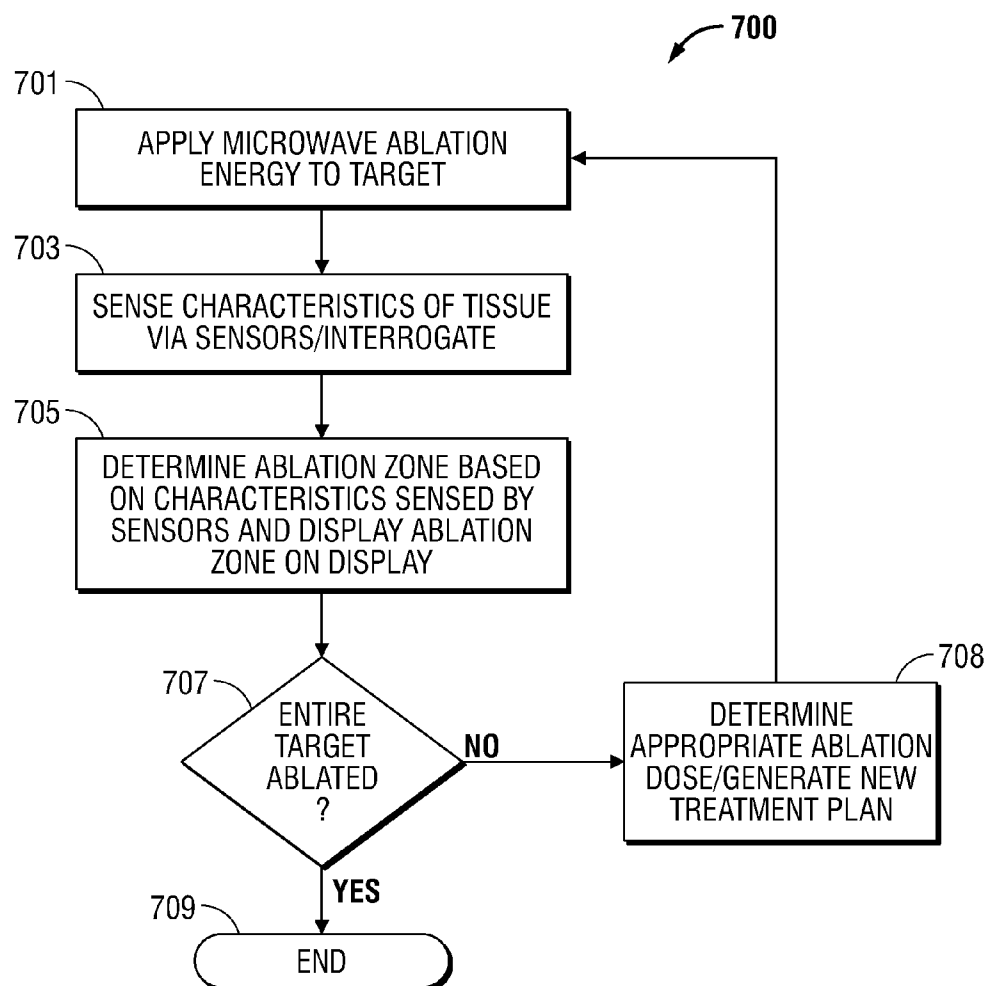 700
701
APPLY MICROWAVE ABLATION
ENERGY TO TARGET
703
SENSE CHARACTERISTICS OF TISSUE
VIA SENSORS/INTERROGATE
705
DETERMINE ABLATION ZONE BASED
ON CHARACTERISTICS SENSED BY
SENSORS AND DISPLAY ABLATION
ZONE ON DISPLAY
707
ENTIRE
TARGET
ABLATED
?
NO
708
DETERMINE
APPROPRIATE ABLATION
DOSE/GENERATE NEW
TREATMENT PLAN
YES
709
END